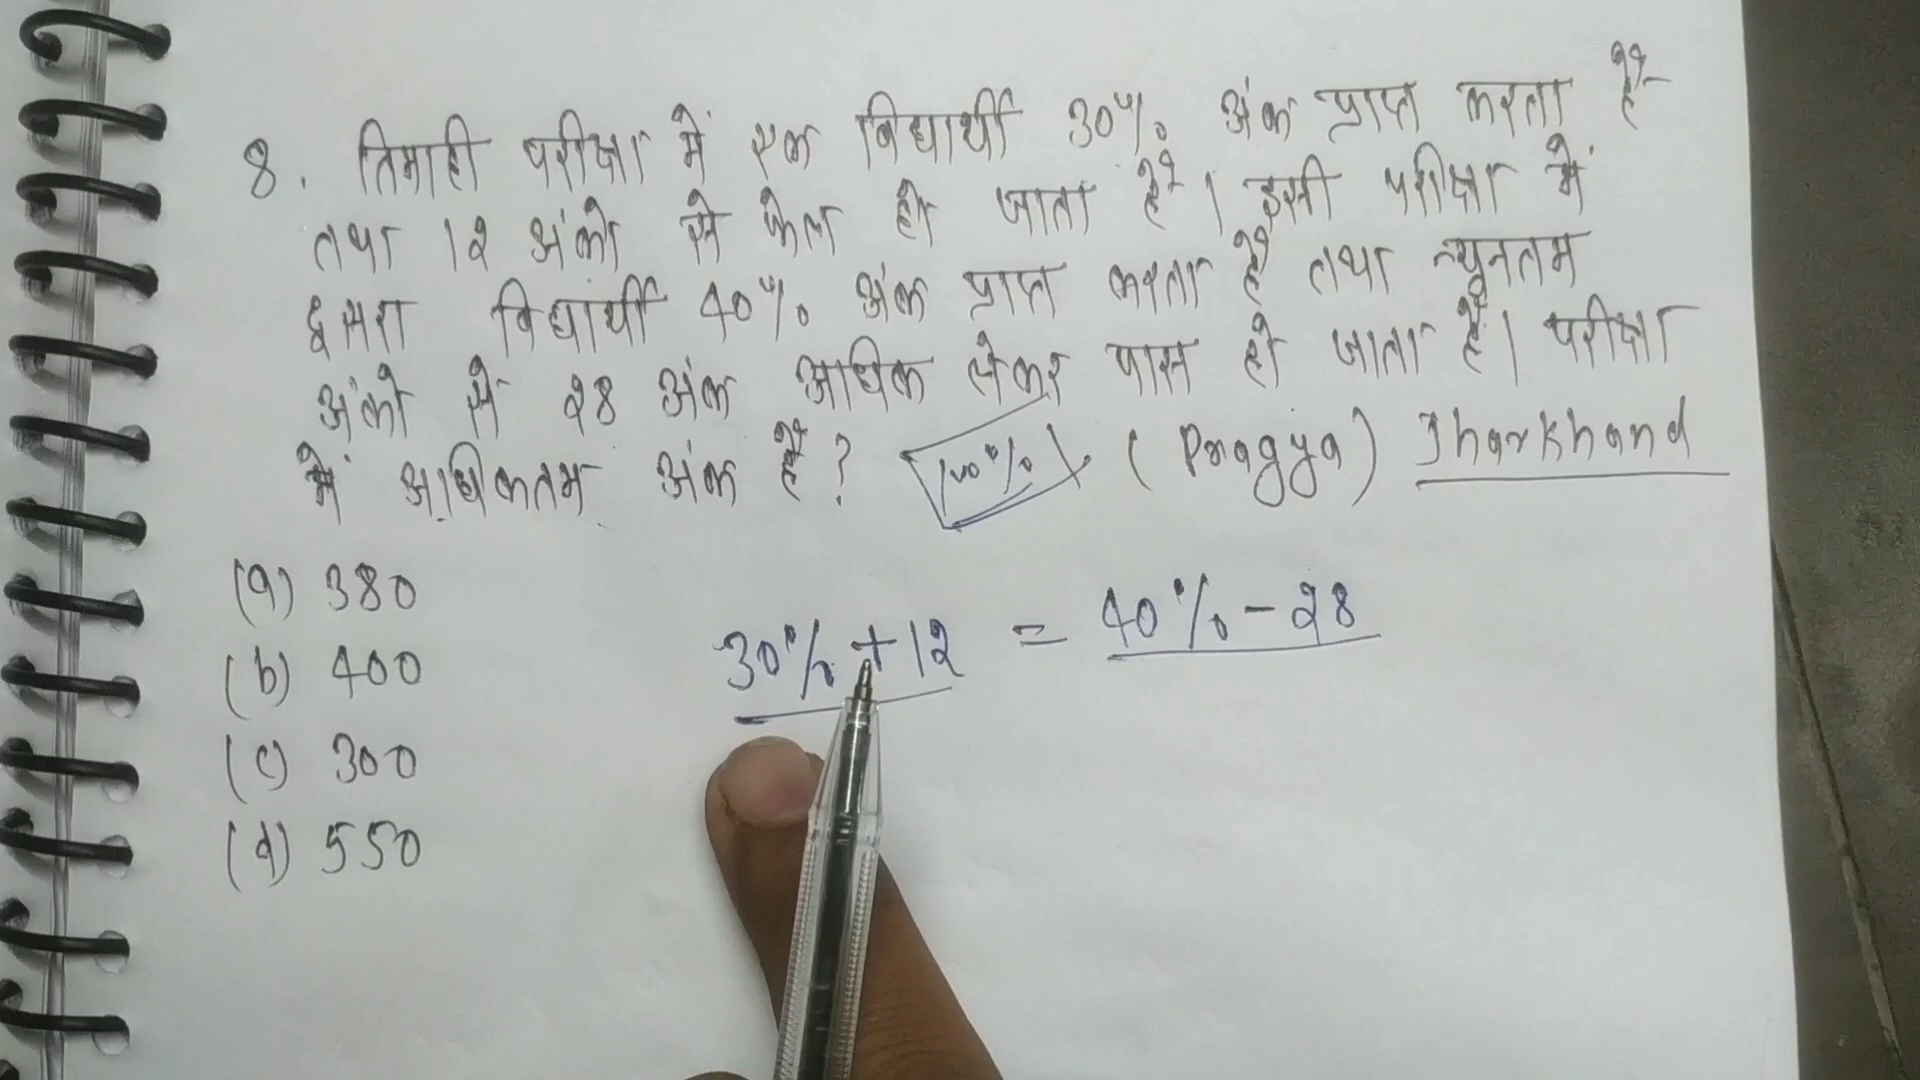 8. तिमाही परीक्षा में एक विद्यार्थी 30% अंक प्राप्त करता है
तथा 12 अंको से फेल हो जाता है। इसी परीक्षा में
दुसरा विद्यार्थी 40% अंक प्राप्त करता है तथा न्यूनतम
अंको से 28 अंक अधिक लेकर पास हो जाता है। परीक्षा
में अधिकतम अंक है? 100% (Pragya) Jharkhand
(a) 380
(b) 400
(c) 300
(d) 550
30% + 12 = 40% - 28